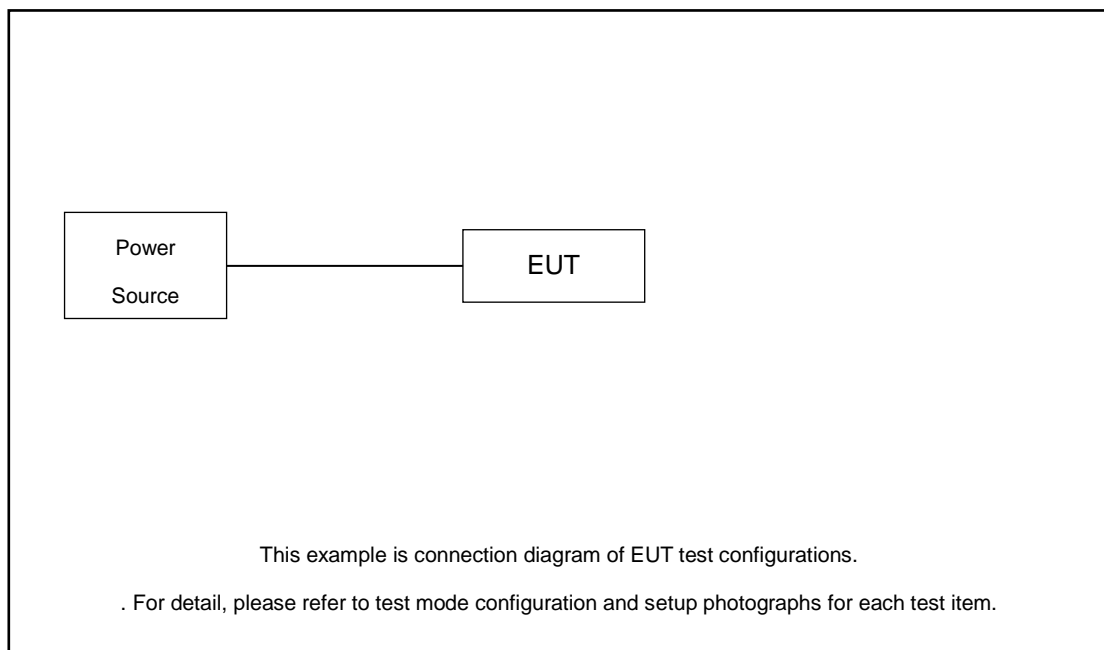 Power
Source
EUT
This example is connection diagram of EUT test configurations.
. For detail, please refer to test mode configuration and setup photographs for each test item.